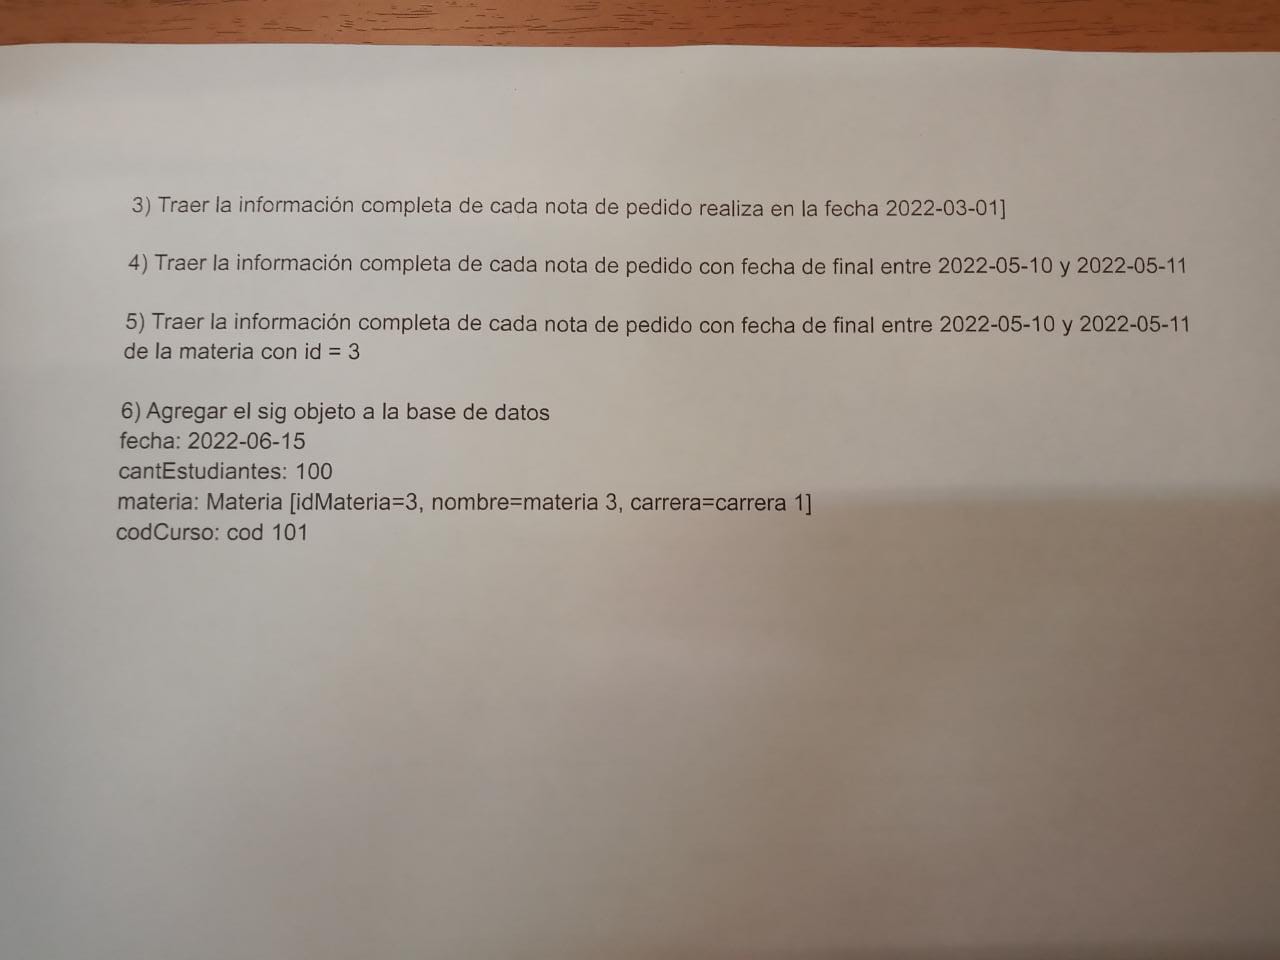 3) Traer la información completa de cada nota de pedido realiza en la fecha 2022-03-01]
4) Traer la información completa de cada nota de pedido con fecha de final entre 2022-05-10 y 2022-05-11
5) Traer la información completa de cada nota de pedido con fecha de final entre 2022-05-10 y 2022-05-11
de la materia con id = 3
6) Agregar el sig objeto a la base de datos
fecha: 2022-06-15
cantEstudiantes: 100
materia: Materia [idMateria=3, nombre=materia 3, carrera=carrera 1]
codCurso: cod 101